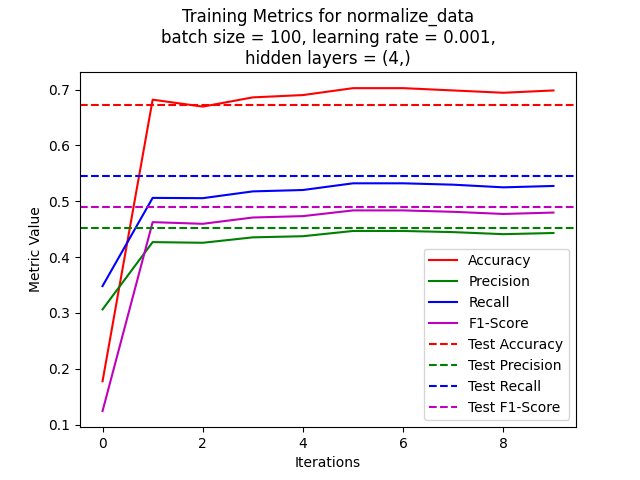 Training Metrics for normalize_data
batch size = 100, learning rate = 0.001,
hidden layers = (4,)
Metric Value
0.7
0.6
0.5
0.4
0.3
0.2
0.1
Accuracy
Precision
Recall
F1-Score
Test Accuracy
Test Precision
Test Recall
Test F1-Score
0 2 4 6 8
Iterations